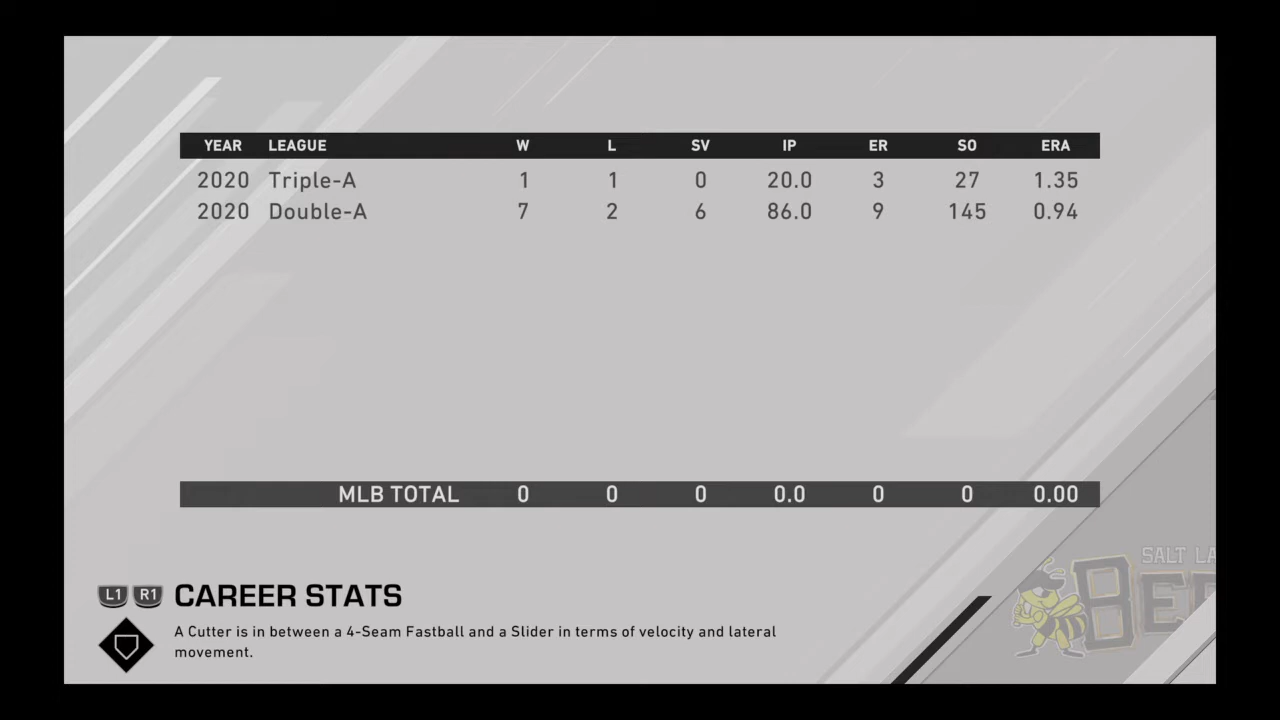 YEAR LEAGUE W L SV IP ER SO ERA
2020 Triple-A 1 1 0 20.0 3 27 1.35
2020 Double-A 7 2 6 86.0 9 145 0.94
MLB TOTAL 0 0 0 0.0 0 0 0.00
L1 R1 CAREER STATS
A Cutter is in between a 4-Seam Fastball and a Slider in terms of velocity and lateral
movement.
SALT LA
BEE